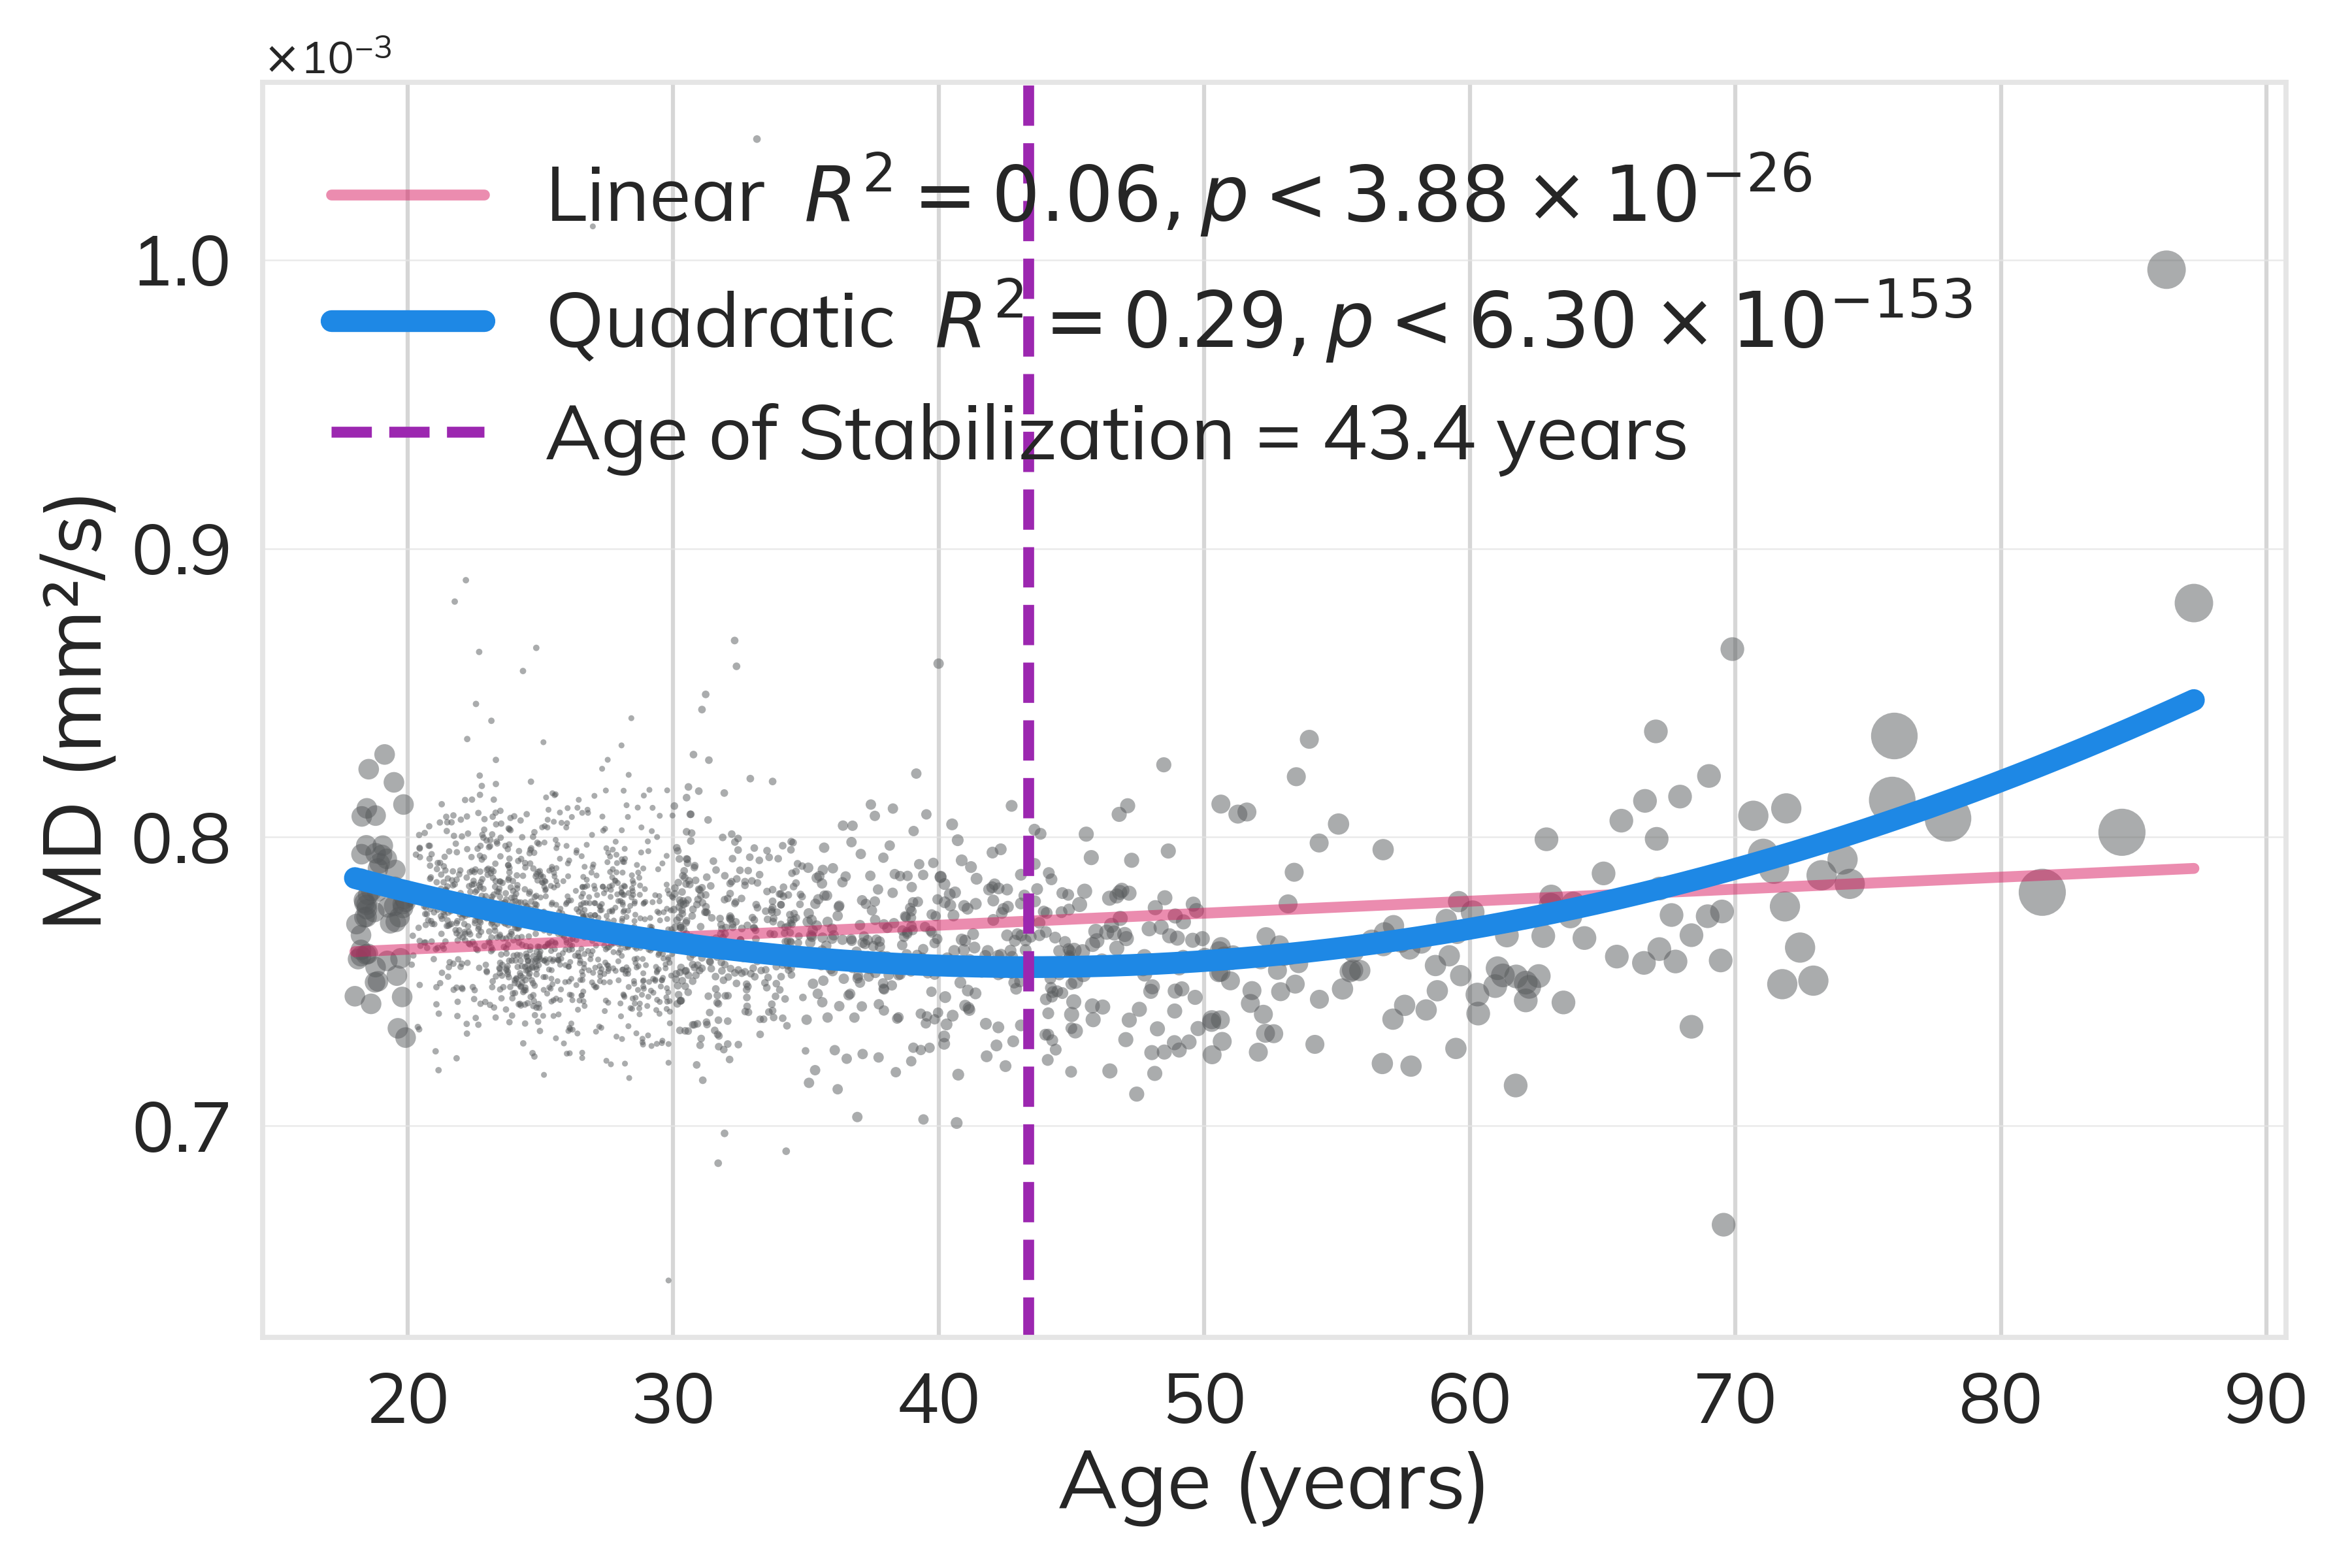 ×10⁻³
Linear R² = 0.06, p < 3.88 × 10⁻²⁶
Quadratic R² = 0.29, p < 6.30 × 10⁻¹⁵³
Age of Stabilization = 43.4 years
1.0
0.9
0.8
0.7
MD (mm²/s)
20 30 40 50 60 70 80 90
Age (years)